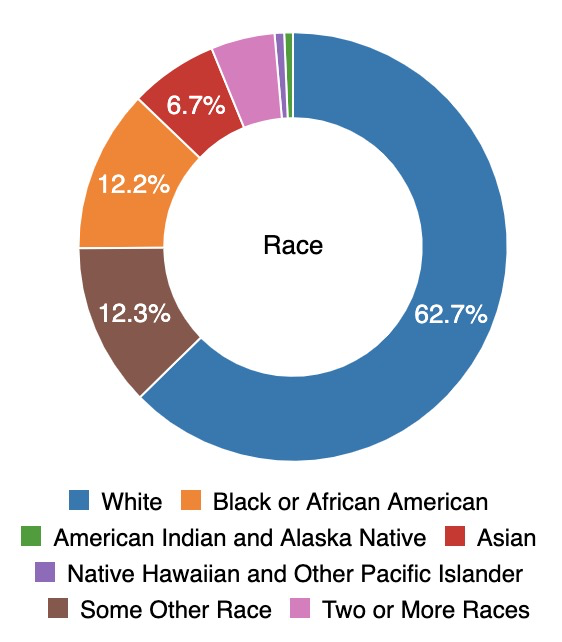 6.7%
12.2%
Race
12.3%
62.7%
White Black or African American
American Indian and Alaska Native Asian
Native Hawaiian and Other Pacific Islander
Some Other Race Two or More Races